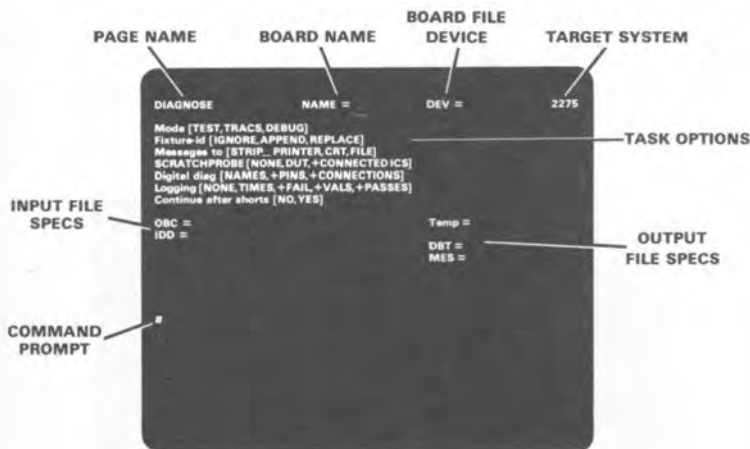 PAGE NAME
BOARD NAME
BOARD FILE
DEVICE
TARGET SYSTEM
DIAGNOSE NAME = DEV = 2275
Mode [TEST,TRACS,DEBUG]
Fixture-id [IGNORE,APPEND,REPLACE]
Messages to [STRIP_PRINTER,CRT,FILE]
SCRATCHPROBE [NONE,DUT,+CONNECTED ICS]
Digital diag [NAMES,+PINS,+CONNECTIONS]
Logging [NONE,TIMES,+FAIL,+VALS,+PASSES]
Continue after shorts [NO,YES]
TASK OPTIONS
INPUT FILE
SPECS
OBC =
IDD =
Temp =
DBT =
MES =
OUTPUT
FILE SPECS
COMMAND
PROMPT
#